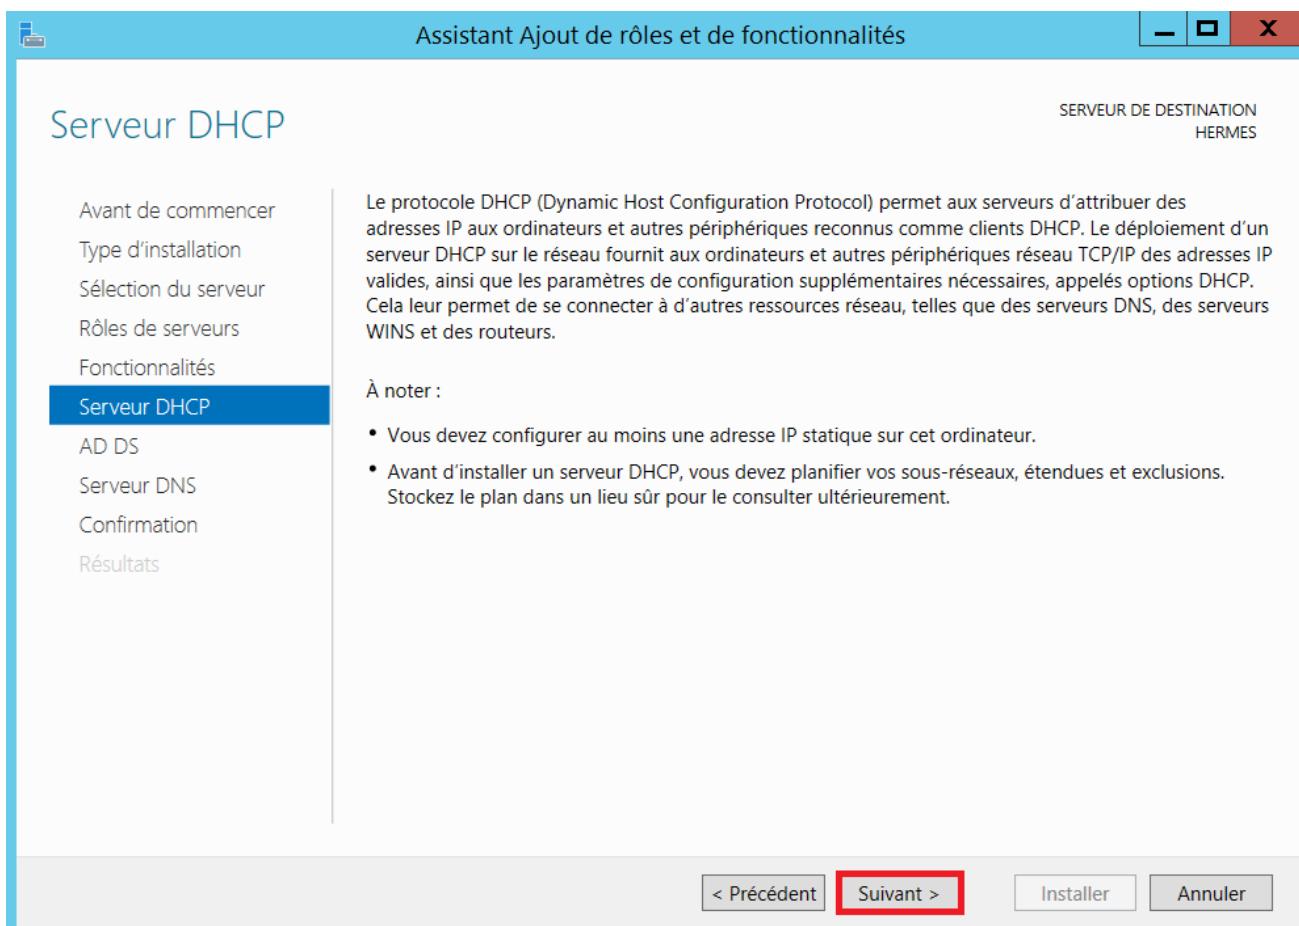 Assistant Ajout de rôles et de fonctionnalités
Serveur DHCP
SERVEUR DE DESTINATION
HERMES
Avant de commencer
Type d’installation
Sélection du serveur
Rôles de serveurs
Fonctionnalités
Serveur DHCP
AD DS
Serveur DNS
Confirmation
Résultats
Le protocole DHCP (Dynamic Host Configuration Protocol) permet aux serveurs d’attribuer des
adresses IP aux ordinateurs et autres périphériques reconnus comme clients DHCP. Le déploiement d’un
serveur DHCP sur le réseau fournit aux ordinateurs et autres périphériques réseau TCP/IP des adresses IP
valides, ainsi que les paramètres de configuration supplémentaires nécessaires, appelés options DHCP.
Cela leur permet de se connecter à d’autres ressources réseau, telles que des serveurs DNS, des serveurs
WINS et des routeurs.
À noter :
• Vous devez configurer au moins une adresse IP statique sur cet ordinateur.
• Avant d’installer un serveur DHCP, vous devez planifier vos sous-réseaux, étendues et exclusions.
Stockez le plan dans un lieu sûr pour le consulter ultérieurement.
< Précédent
Suivant >
Installer
Annuler